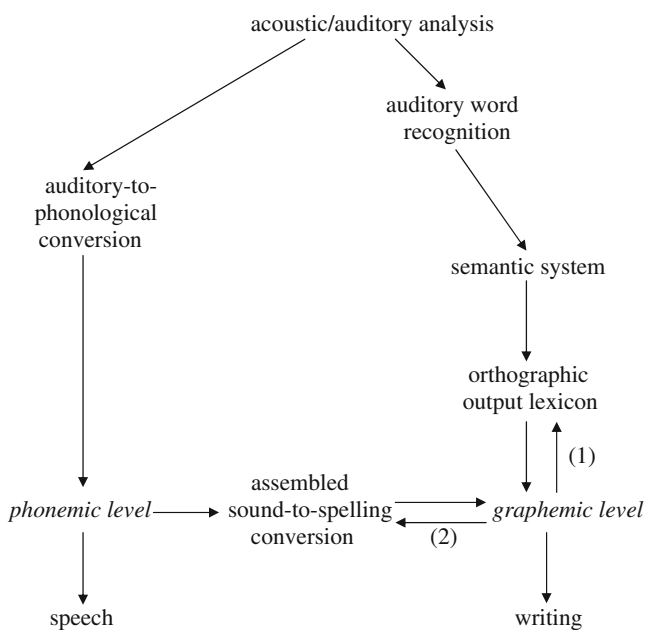 acoustic/auditory analysis
auditory word
recognition
auditory-to-
phonological
conversion
semantic system
orthographic
output lexicon
(1)
phonemic level
assembled
sound-to-spelling
conversion
graphemic level
(2)
speech
writing